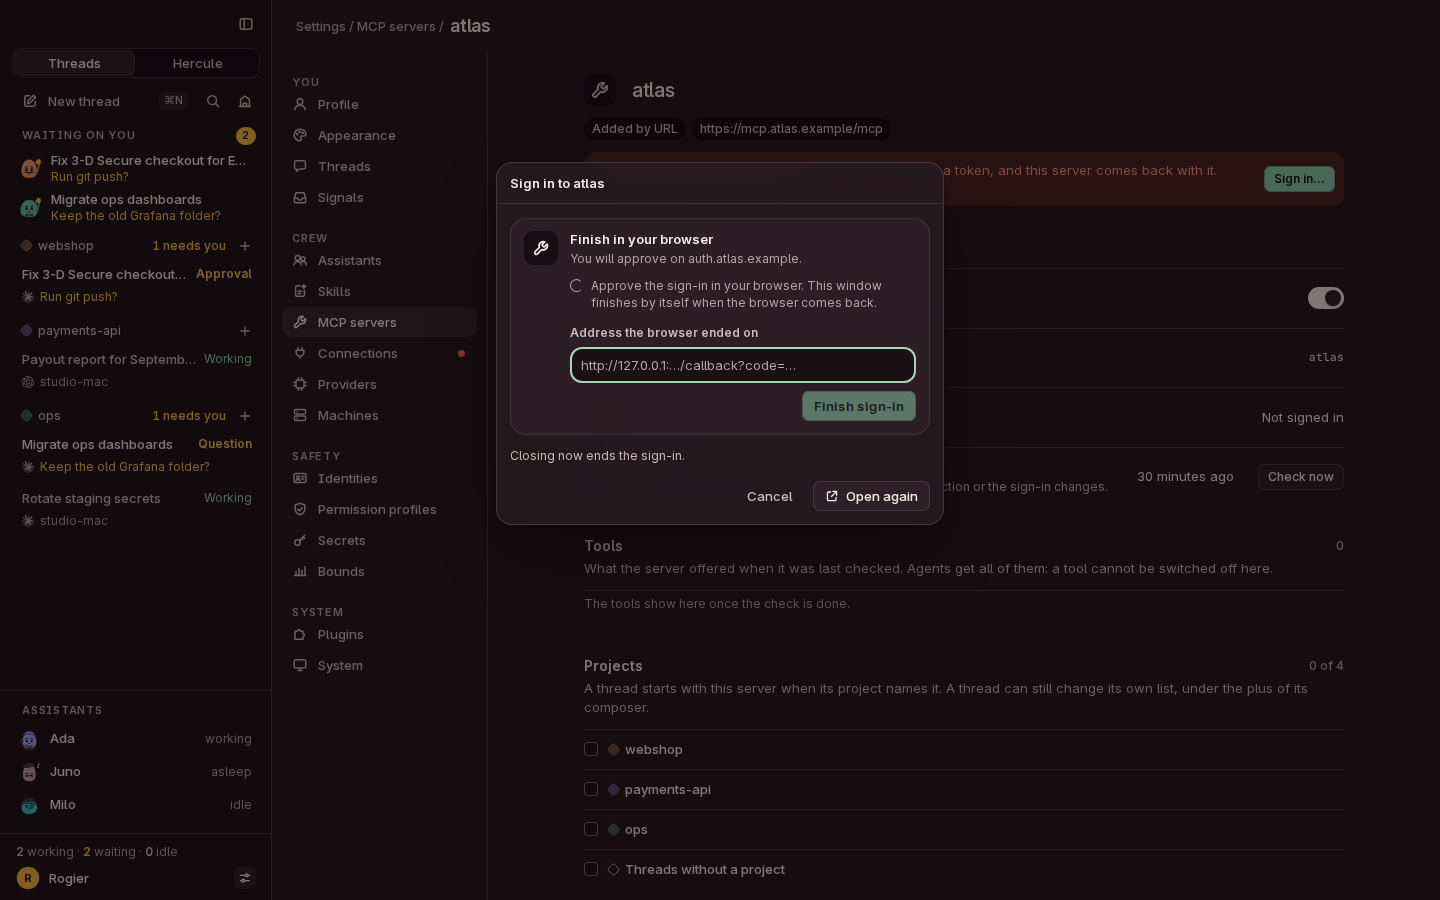 Settings / MCP servers / atlas
Threads
Hercule
New thread
⌘N
WAITING ON YOU
2
Fix 3-D Secure checkout for E…
Run git push?
Migrate ops dashboards
Keep the old Grafana folder?
webshop
1 needs you
Fix 3-D Secure checkout…
Approval
Run git push?
payments-api
Payout report for Septemb…
Working
studio-mac
ops
1 needs you
Migrate ops dashboards
Question
Keep the old Grafana folder?
Rotate staging secrets
Working
studio-mac
ASSISTANTS
Ada
working
Juno
asleep
Milo
idle
2 working · 2 waiting · 0 idle
R
Rogier
YOU
Profile
Appearance
Threads
Signals
CREW
Assistants
Skills
MCP servers
Connections
Providers
Machines
SAFETY
Identities
Permission profiles
Secrets
Bounds
SYSTEM
Plugins
System
atlas
Added by URL
https://mcp.atlas.example/mcp
a token, and this server comes back with it.
Sign in…
Sign in to atlas
Finish in your browser
You will approve on auth.atlas.example.
Approve the sign-in in your browser. This window
finishes by itself when the browser comes back.
Address the browser ended on
http://127.0.0.1:…/callback?code=…
Finish sign-in
Closing now ends the sign-in.
Cancel
Open again
atlas
Not signed in
ction or the sign-in changes.
30 minutes ago
Check now
Tools
0
What the server offered when it was last checked. Agents get all of them: a tool cannot be switched off here.
The tools show here once the check is done.
Projects
0 of 4
A thread starts with this server when its project names it. A thread can still change its own list, under the plus of its
composer.
webshop
payments-api
ops
Threads without a project